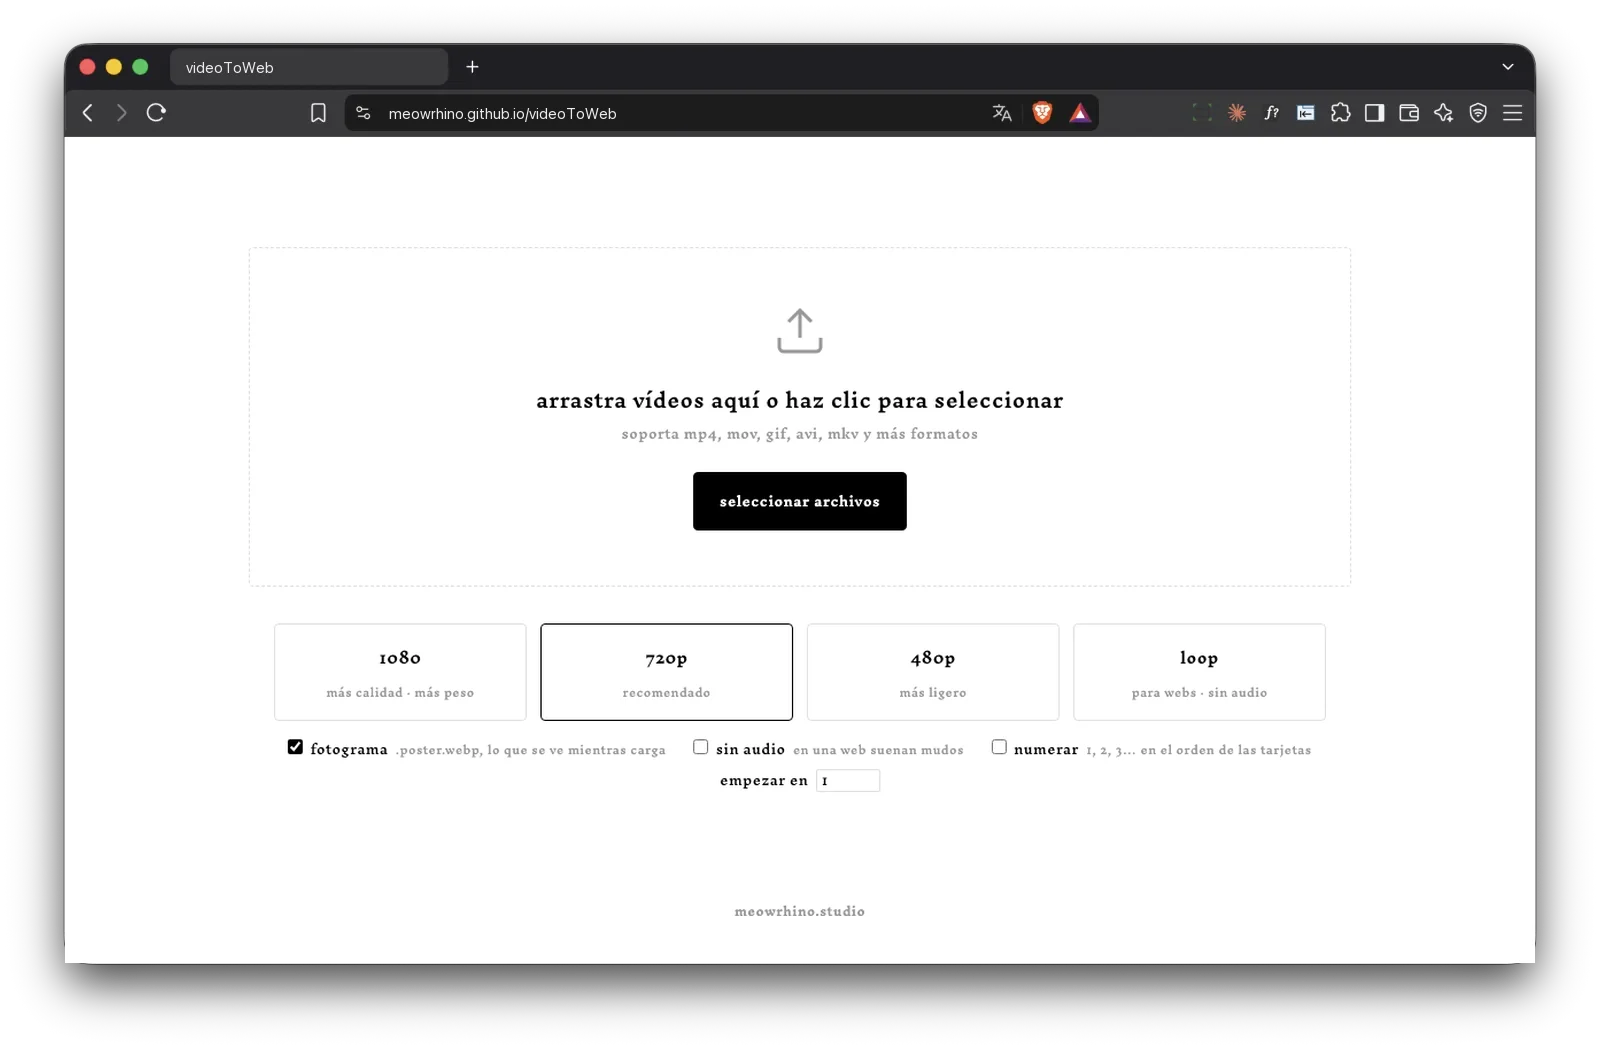 videoToWeb
meowrhino.github.io/videoToWeb
f?
arrastra vídeos aquí o haz clic para seleccionar
soporta mp4, mov, gif, avi, mkv y más formatos
seleccionar archivos
1080
más calidad · más peso
720p
recomendado
480p
más ligero
loop
para webs · sin audio
fotograma .poster.webp, lo que se ve mientras carga
sin audio en una web suenan mudos
numerar 1, 2, 3... en el orden de las tarjetas
empezar en 1
meowrhino.studio